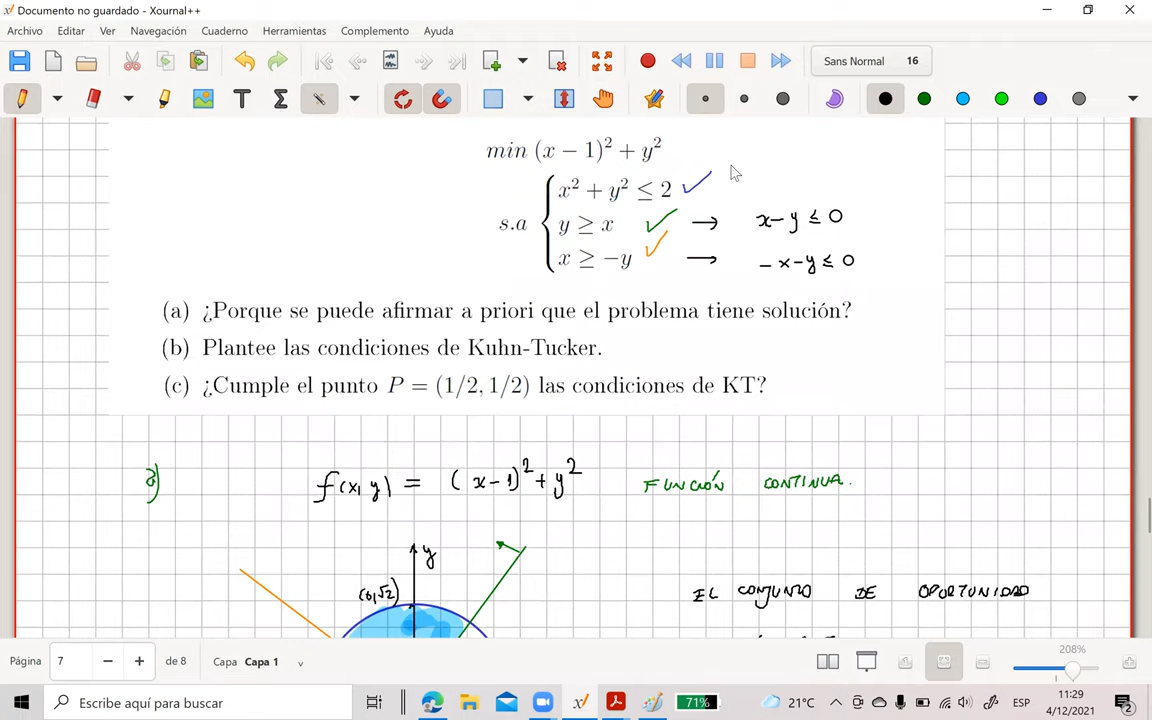 Documento no guardado - Xournal++
Archivo Editar Ver Navegación Cuaderno Herramientas Complemento Ayuda
Sans Normal 16
min (x − 1)² + y²
x² + y² ≤ 2
s.a y ≥ x → x-y ≤ 0
x ≥ −y → -x-y ≤ 0
(a) ¿Porque se puede afirmar a priori que el problema tiene solución?
(b) Plantee las condiciones de Kuhn-Tucker.
(c) ¿Cumple el punto P = (1/2, 1/2) las condiciones de KT?
a) f(x,y) = (x-1)² + y² FUNCIÓN CONTINUA.
y
(0,√2)
EL CONJUNTO DE OPORTUNIDAD
Página 7 de 8 Capa Capa 1 208%
Escribe aquí para buscar 71% 21°C ESP 11:29
4/12/2021 2